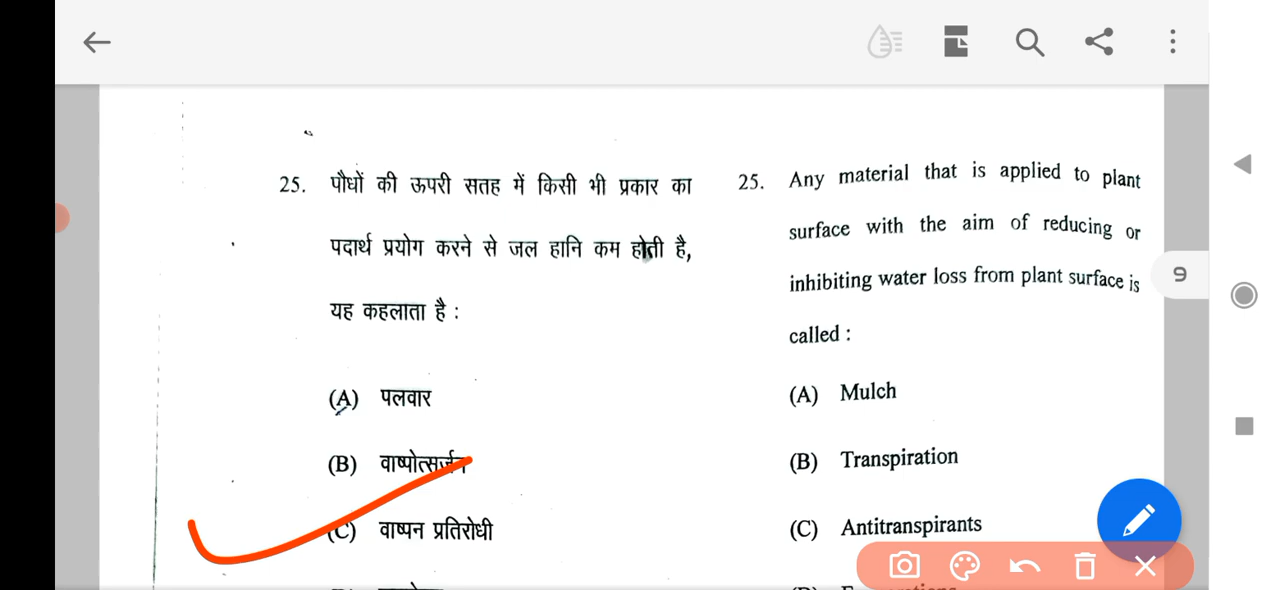 25. पौधों की ऊपरी सतह में किसी भी प्रकार का
पदार्थ प्रयोग करने से जल हानि कम होती है,
यह कहलाता है :
(A) पलवार
(B) वाष्पोत्सर्जन
(C) वाष्पन प्रतिरोधी
25. Any material that is applied to plant
surface with the aim of reducing or
inhibiting water loss from plant surface is
called :
(A) Mulch
(B) Transpiration
(C) Antitranspirants
9